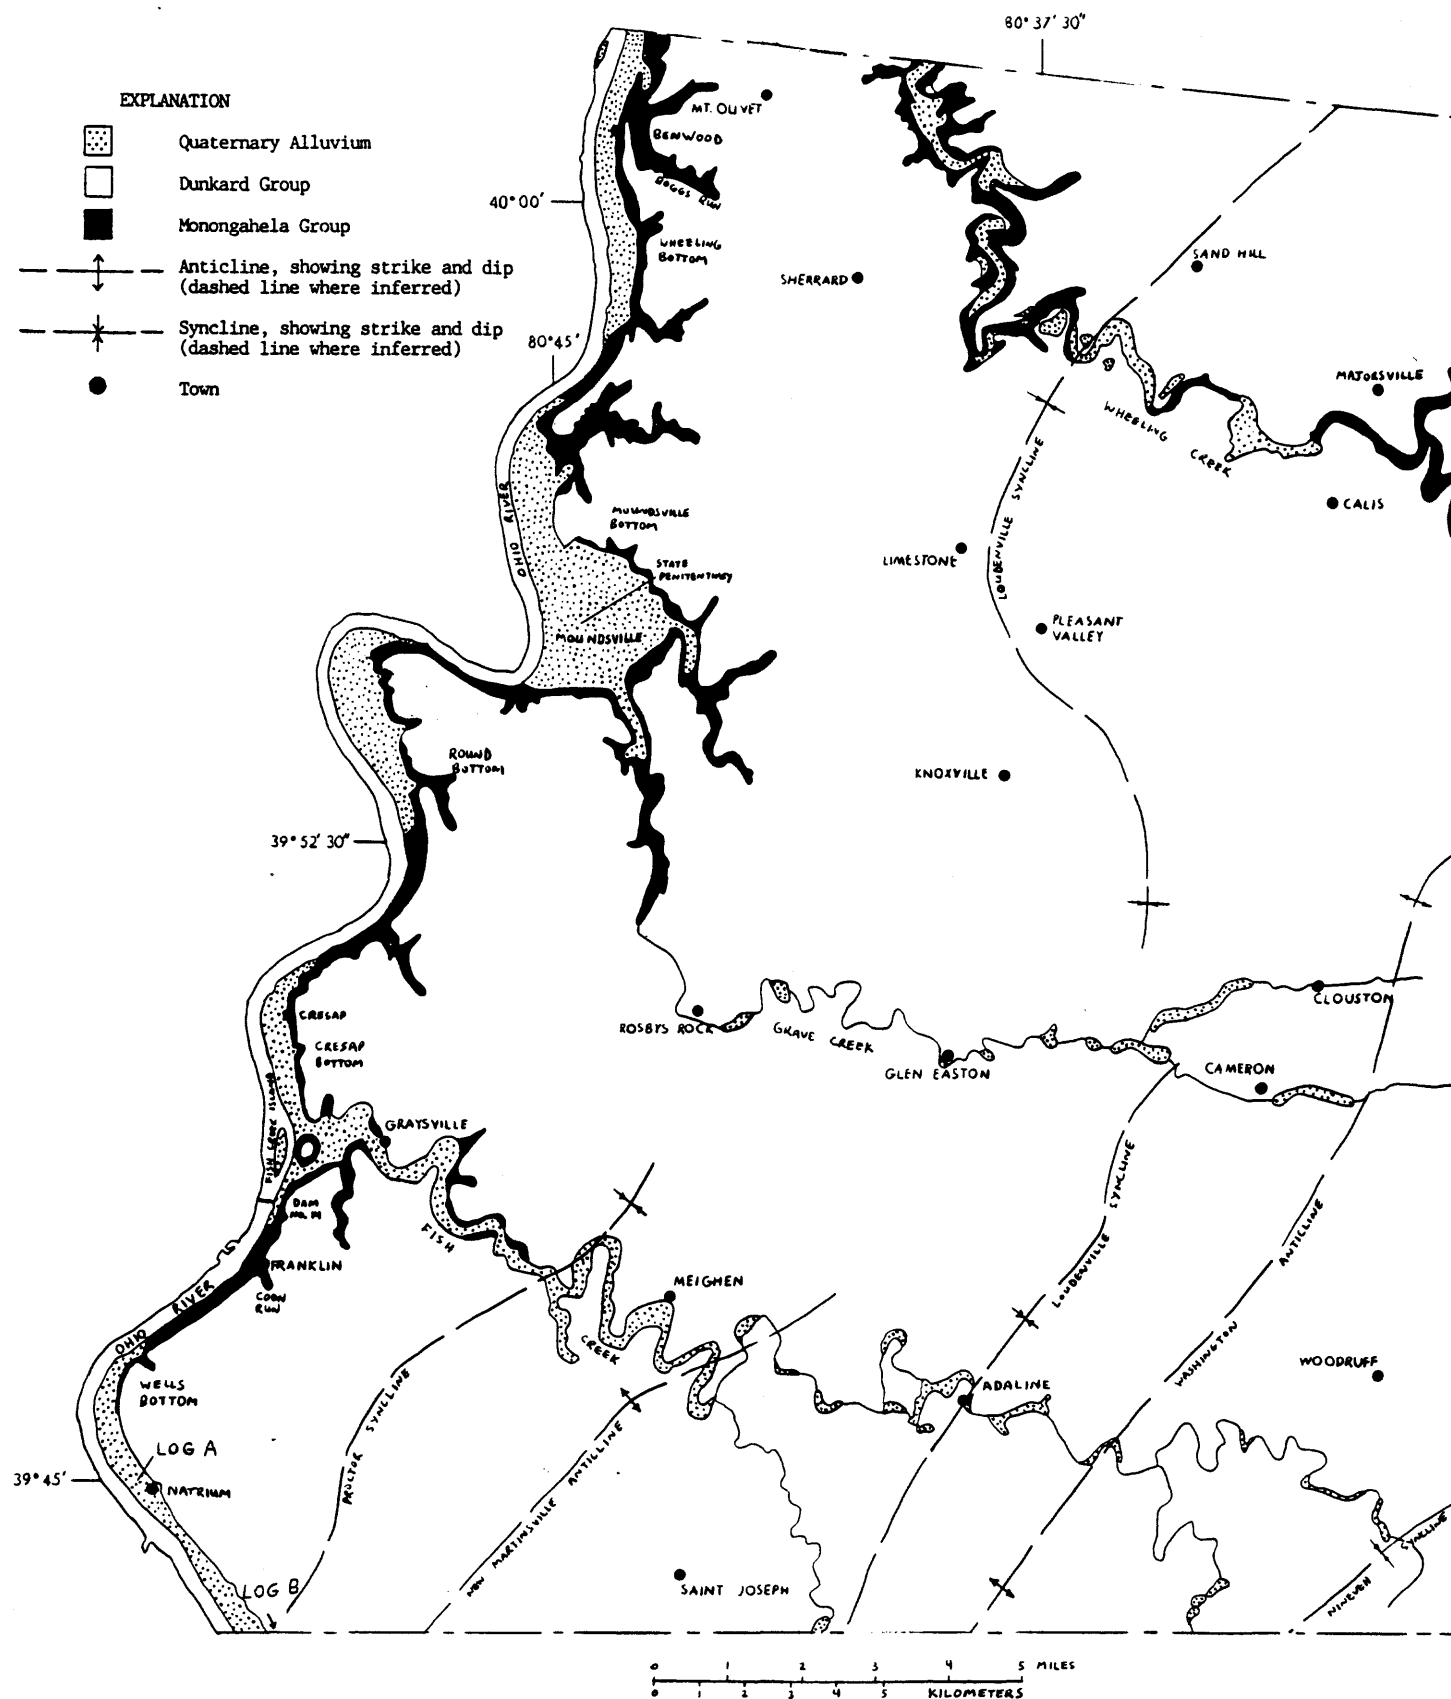 80° 37' 30"
EXPLANATION
Quaternary Alluvium
Dunkard Group
Monongahela Group
Anticline, showing strike and dip
(dashed line where inferred)
Syncline, showing strike and dip
(dashed line where inferred)
Town
MT. OLIVET
BENWOOD
BOGGS RUN
40° 00'
WHEELING
BOTTOM
SHERRARD
SAND HILL
80° 45'
MAJORSVILLE
WHEELING
CREEK
CALIS
LOUDENVILLE SYNCLINE
OHIO RIVER
MOUNDSVILLE
BOTTOM
STATE
PENITENTIARY
LIMESTONE
MOUNDSVILLE
PLEASANT
VALLEY
ROUND
BOTTOM
KNOXVILLE
39° 52' 30"
CLOUSTON
CRESAP
ROSBYS ROCK
GRAVE CREEK
CRESAP
BOTTOM
GLEN EASTON
CAMERON
FISH CREEK ISLAND
GRAYSVILLE
DAM
NO. 14
FISH
CREEK
FRANKLIN
COON
RUN
MEIGHEN
LOUDENVILLE SYNCLINE
WASHINGTON ANTICLINE
OHIO RIVER
WELLS
BOTTOM
WOODRUFF
ADALINE
PROCTOR SYNCLINE
NEW MARTINSVILLE ANTICLINE
LOG A
39° 45'
NATRIUM
LOG B
SAINT JOSEPH
NINEVEH SYNCLINE
0 1 2 3 4 5 MILES
0 1 2 3 4 5 KILOMETERS